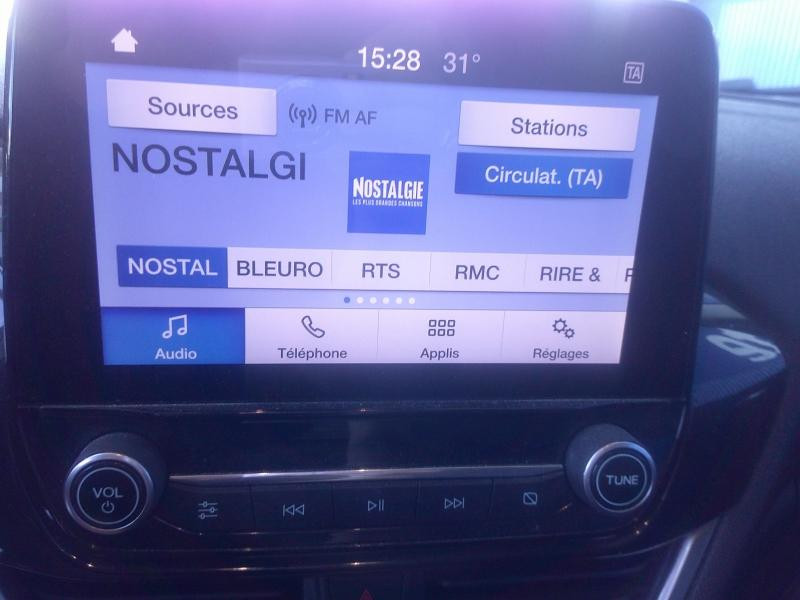 15:28 31°
TA
Sources
FM AF
Stations
NOSTALGI
NOSTALGIE
LES PLUS GRANDES CHANSONS
Circulat. (TA)
NOSTAL BLEURO RTS RMC RIRE &
Audio Téléphone Applis Réglages
VOL
TUNE